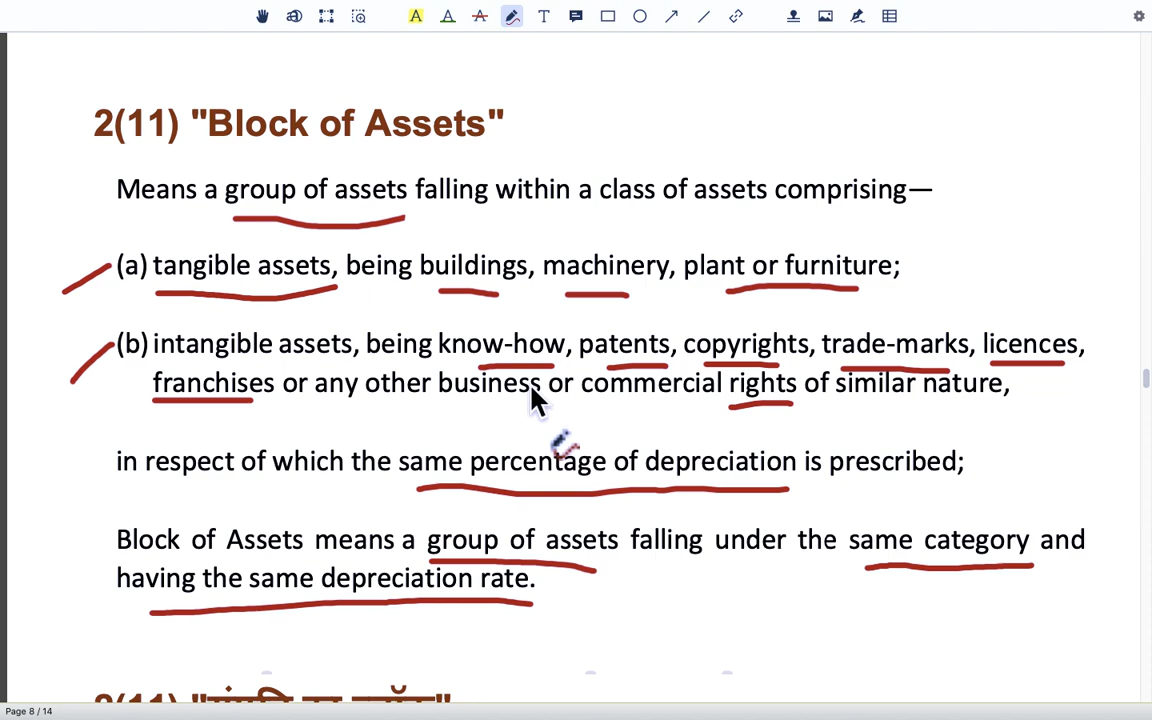 2(11) "Block of Assets"
Means a group of assets falling within a class of assets comprising—
(a) tangible assets, being buildings, machinery, plant or furniture;
(b) intangible assets, being know-how, patents, copyrights, trade-marks, licences,
franchises or any other business or commercial rights of similar nature,
in respect of which the same percentage of depreciation is prescribed;
Block of Assets means a group of assets falling under the same category and
having the same depreciation rate.
Page 8 / 14